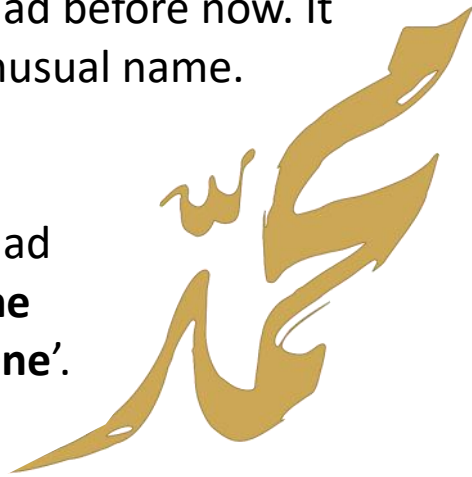 ad before now. It
nusual name.
ad
ne
ne’.
محمد